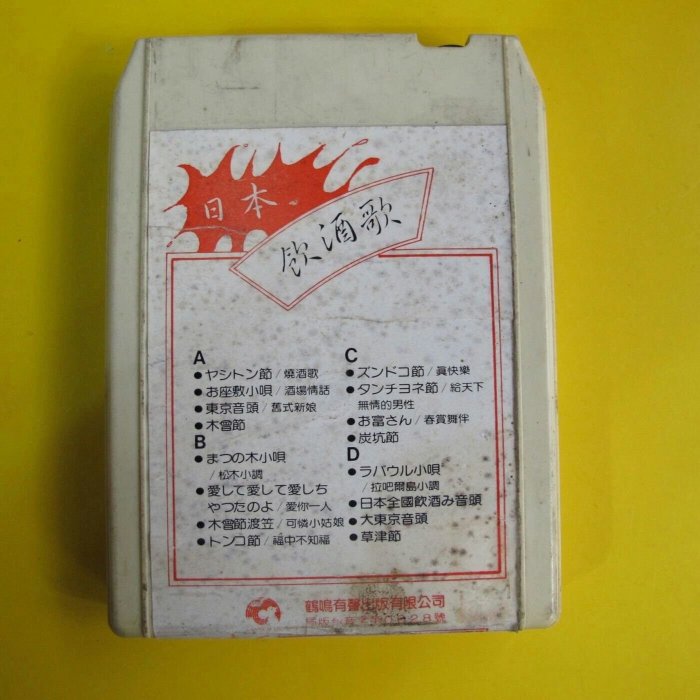 日本
飲酒歌
A
●ヤシトン節/燒酒歌
●お座敷小唄/酒場情話
●東京音頭/舊式新娘
●木曾節
B
●まつの木小唄
/松木小調
●愛して愛して愛しち
やつたのよ/愛你一人
●木曾節渡笠/可憐小姑娘
●トンコ節/福中不知福
C
●ズンドコ節/眞快樂
●タンチヨネ節/給天下
無情的男性
●お富さん/春賞舞伴
●炭坑節
D
●ラバウル小唄
/拉吧爾島小調
●日本全國飲酒み音頭
●大東京音頭
●草津節
鶴鳴有聲出版有限公司